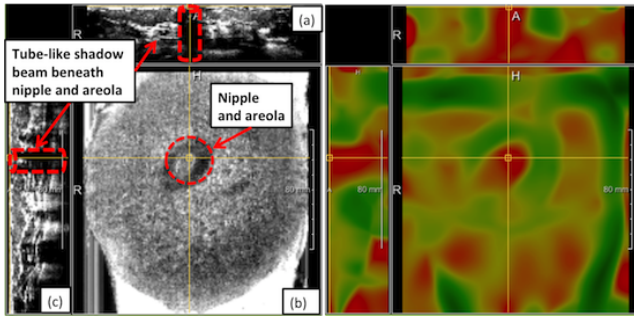 (a)
A
R
Tube-like shadow
beam beneath
nipple and areola
H
Nipple
and areola
R
80 mm
(c)
(b)
A
R
H
R
80 mm
A
80 mm